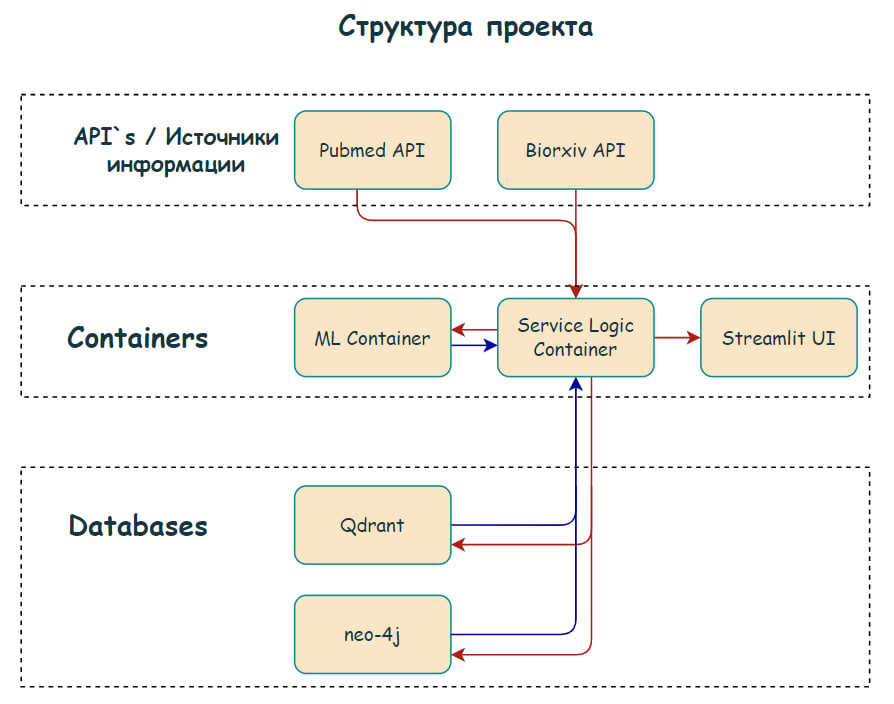 Структура проекта
API`s / Источники
информации
Pubmed API
Biorxiv API
Containers
ML Container
Service Logic
Container
Streamlit UI
Databases
Qdrant
neo-4j